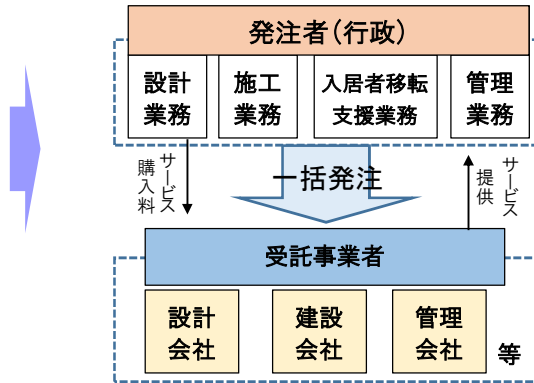 発注者（行政）
設計
業務
施工
業務
入居者移転
支援業務
管理
業務
サービス
購入料
一括発注
サービス
提供
受託事業者
設計
会社
建設
会社
管理
会社
等